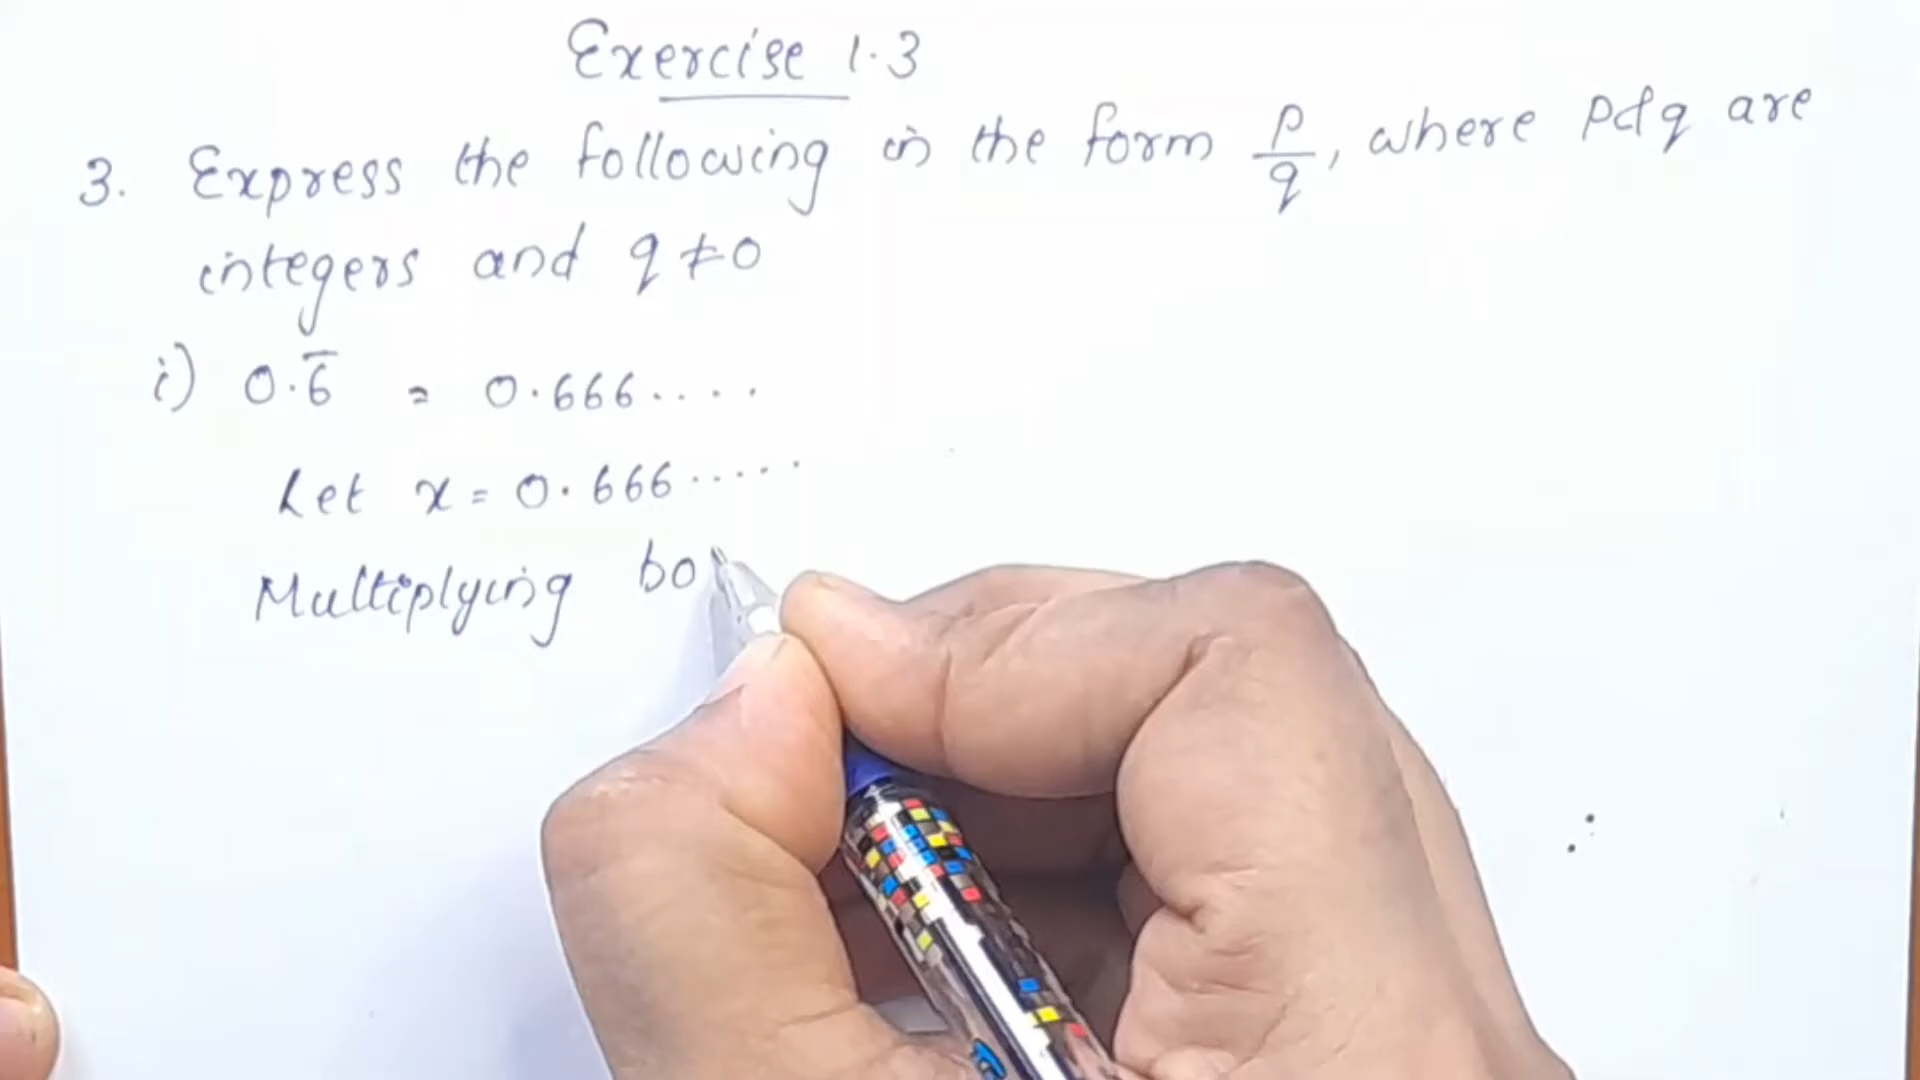 Exercise 1.3
3. Express the following in the form p/q, where p & q are
integers and q ≠ 0
i) 0.6̅ = 0.666....
Let x = 0.666.....
Multiplying bo